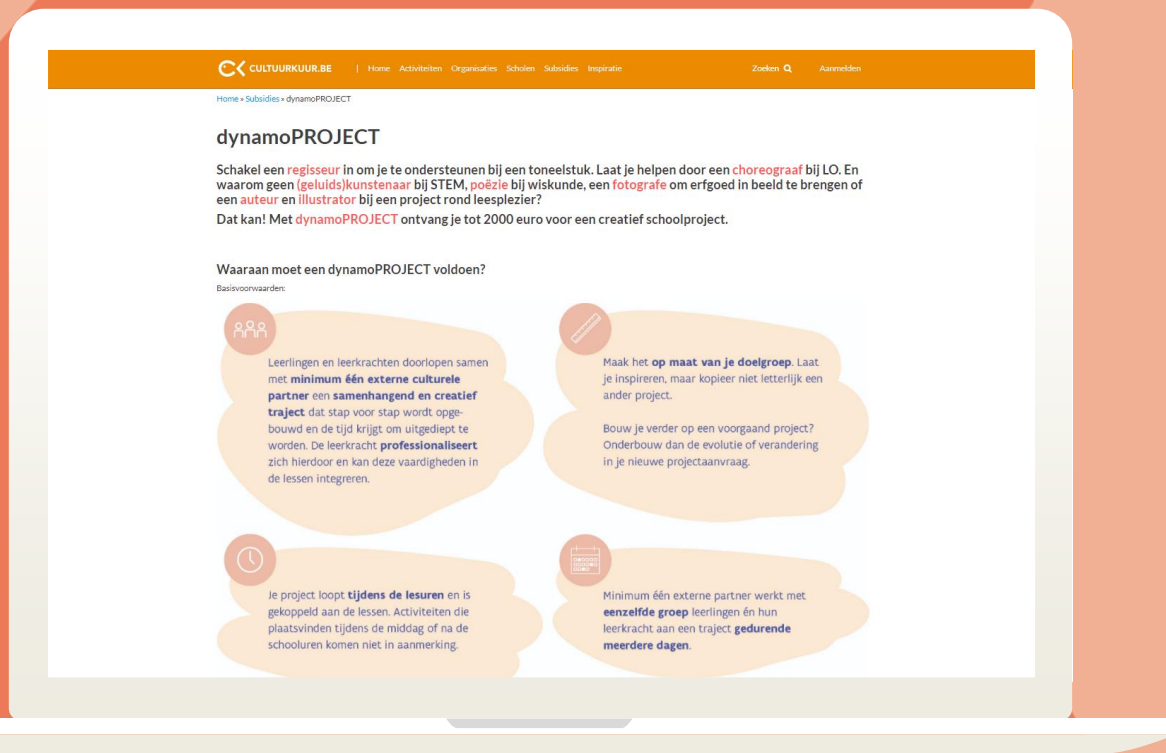 CULTUURKUUR.BE | Home Activiteiten Organisaties Scholen Subsidies Inspiratie Zoeken Aanmelden
Home » Subsidies » dynamoPROJECT
dynamoPROJECT
Schakel een regisseur in om je te ondersteunen bij een toneelstuk. Laat je helpen door een choreograaf bij LO. En
waarom geen (geluids)kunstenaar bij STEM, poëzie bij wiskunde, een fotografe om erfgoed in beeld te brengen of
een auteur en illustrator bij een project rond leesplezier?
Dat kan! Met dynamoPROJECT ontvang je tot 2000 euro voor een creatief schoolproject.
Waaraan moet een dynamoPROJECT voldoen?
Basisvoorwaarden:
Leerlingen en leerkrachten doorlopen samen
met minimum één externe culturele
partner een samenhangend en creatief
traject dat stap voor stap wordt opge-
bouwd en de tijd krijgt om uitgediept te
worden. De leerkracht professionaliseert
zich hierdoor en kan deze vaardigheden in
de lessen integreren.
Maak het op maat van je doelgroep. Laat
je inspireren, maar kopieer niet letterlijk een
ander project.
Bouw je verder op een voorgaand project?
Onderbouw dan de evolutie of verandering
in je nieuwe projectaanvraag.
Je project loopt tijdens de lesuren en is
gekoppeld aan de lessen. Activiteiten die
plaatsvinden tijdens de middag of na de
schooluren komen niet in aanmerking.
Minimum één externe partner werkt met
eenzelfde groep leerlingen én hun
leerkracht aan een traject gedurende
meerdere dagen.